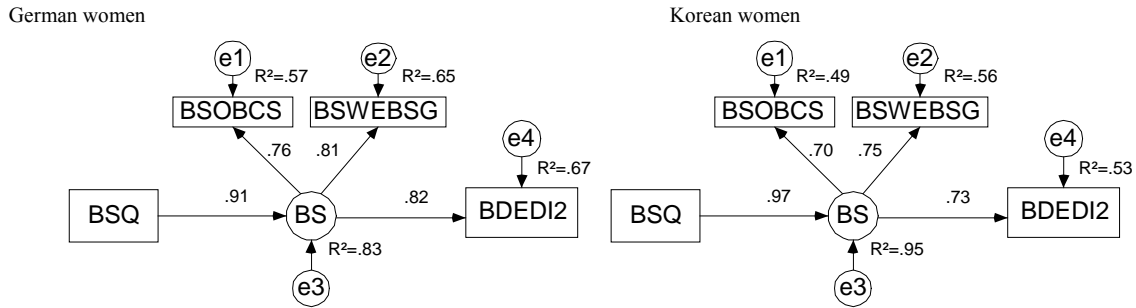 German women
Korean women
e1
e2
R²=.57
R²=.65
BSOBCS
BSWEBSG
e4
.76
.81
R²=.67
.91
.82
BSQ
BS
BDEDI2
R²=.83
e3
e1
e2
R²=.49
R²=.56
BSOBCS
BSWEBSG
e4
.70
.75
R²=.53
.97
.73
BSQ
BS
BDEDI2
R²=.95
e3